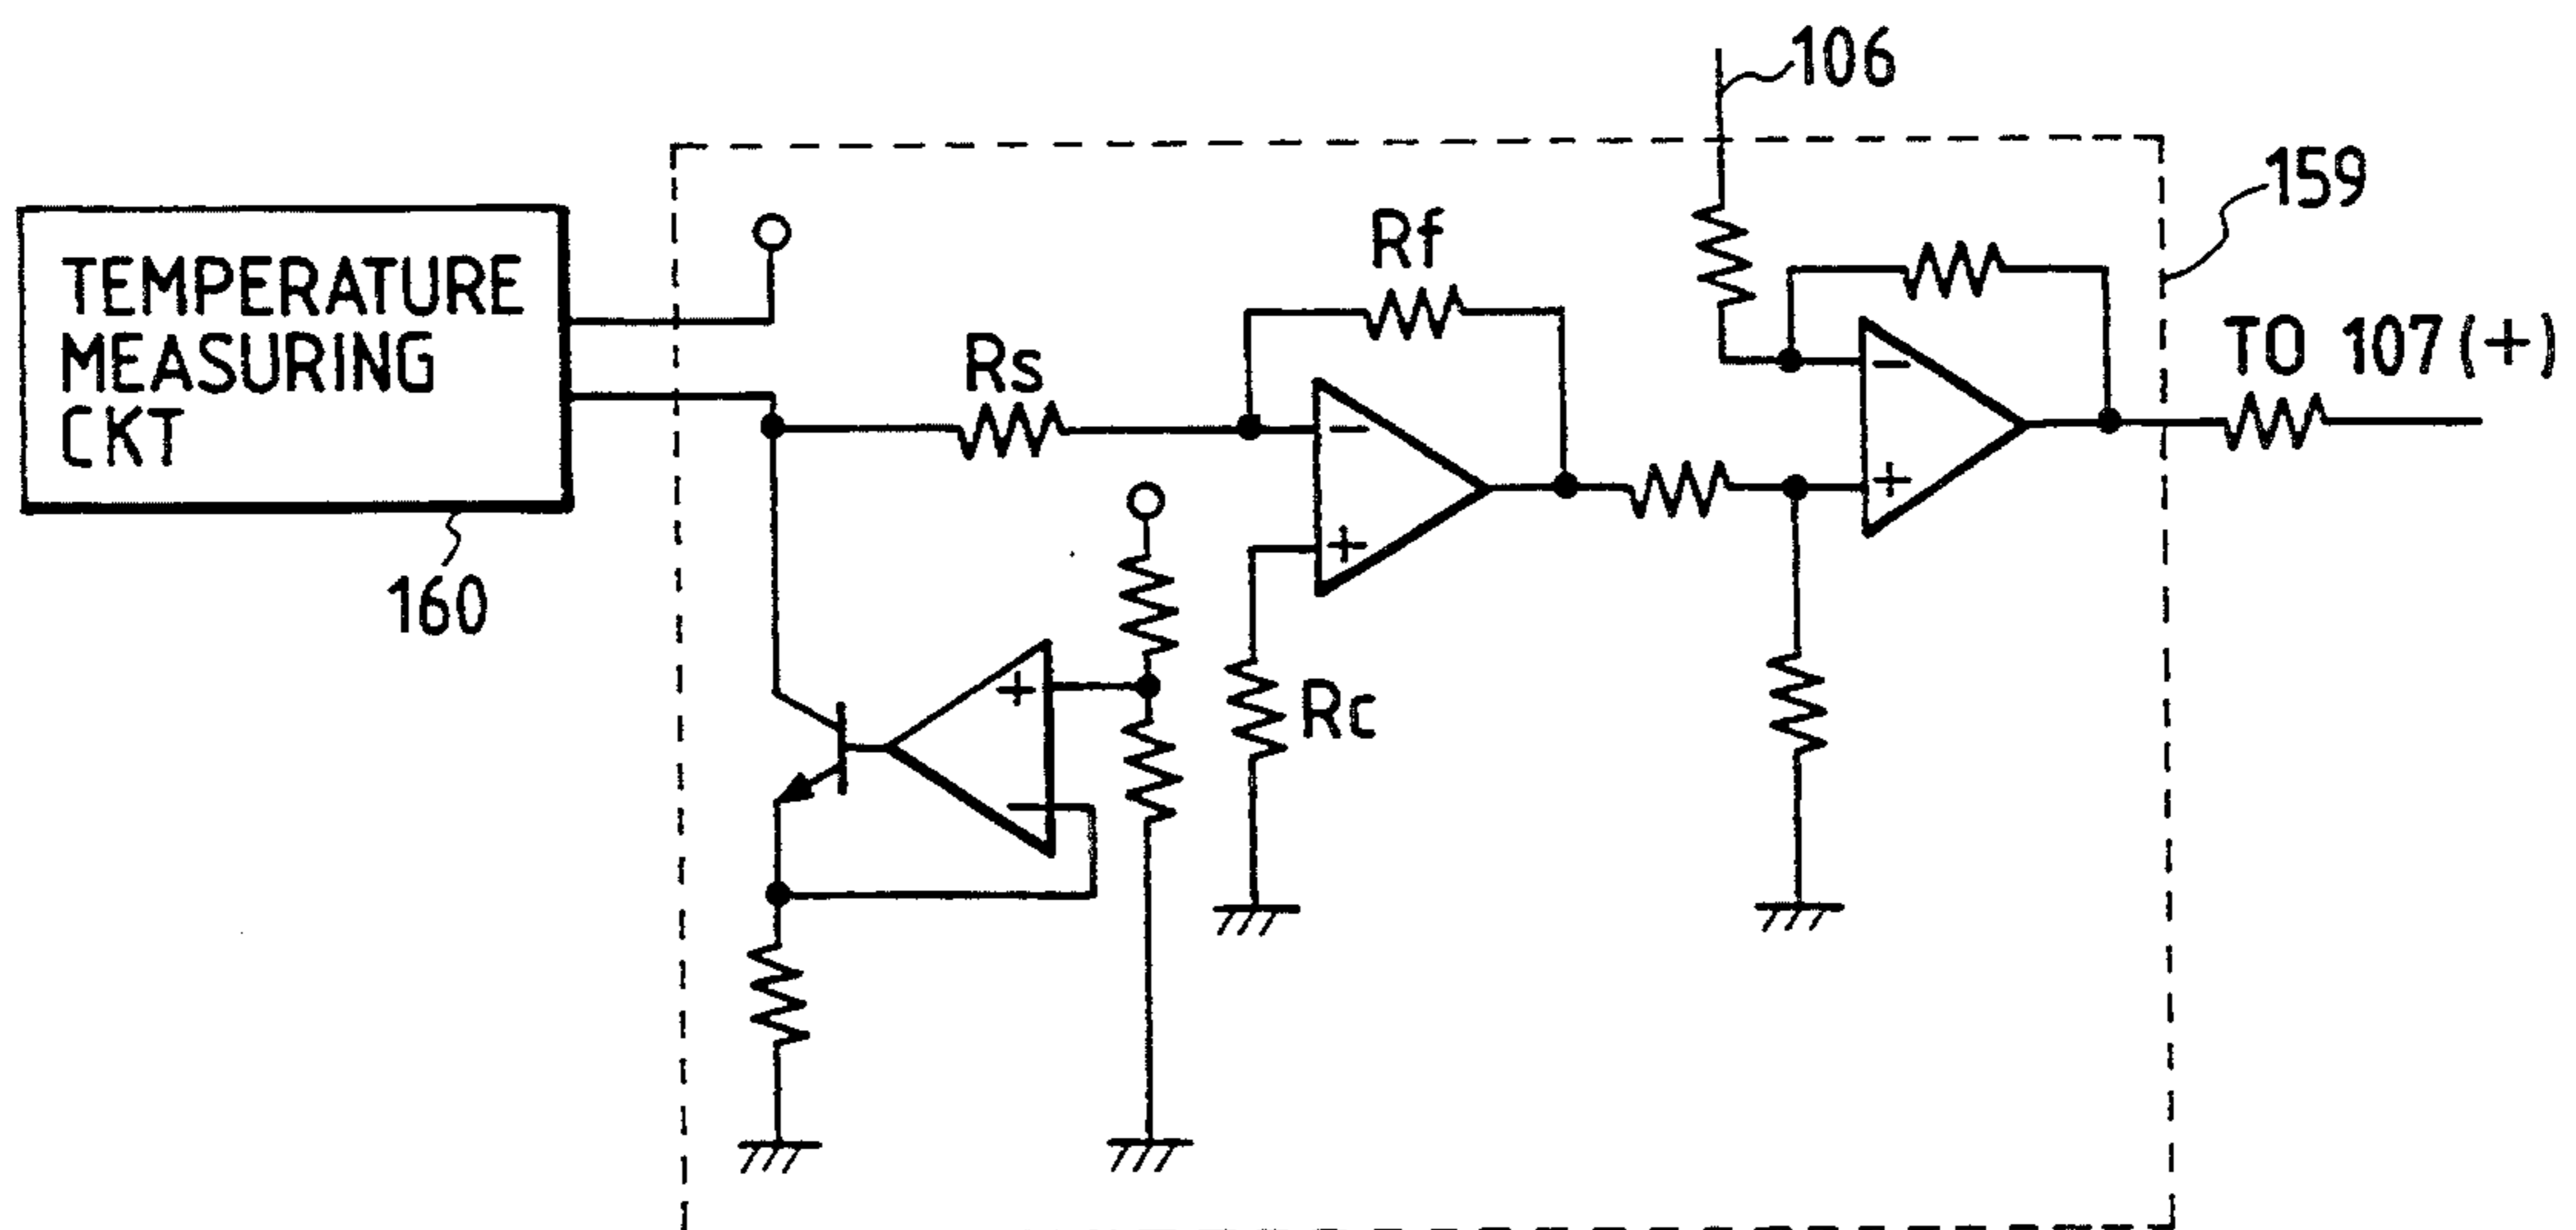 106
159
TEMPERATURE
MEASURING
CKT
160
Rf
Rs
Rc
−
+
−
+
+
−
TO 107 (+)